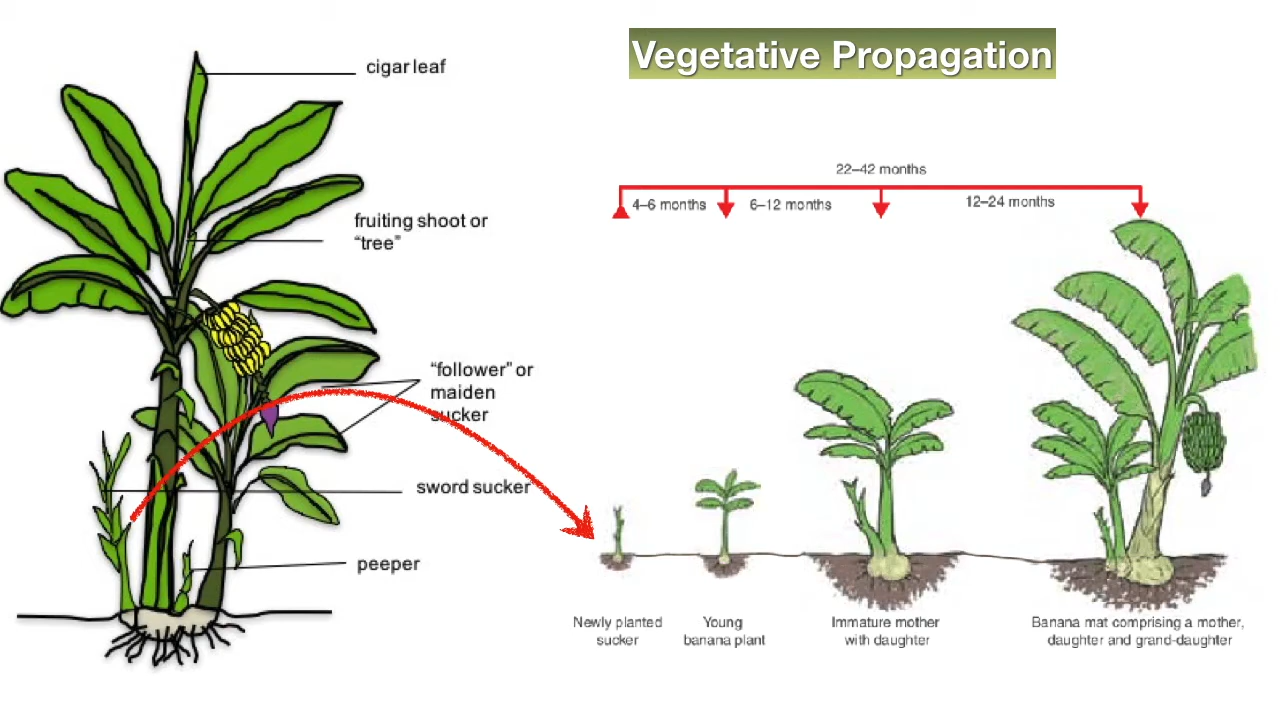 Vegetative Propagation
cigar leaf
fruiting shoot or
“tree”
“follower” or
maiden
sucker
sword sucker
peeper
22–42 months
4–6 months
6–12 months
12–24 months
Newly planted
sucker
Young
banana plant
Immature mother
with daughter
Banana mat comprising a mother,
daughter and grand-daughter